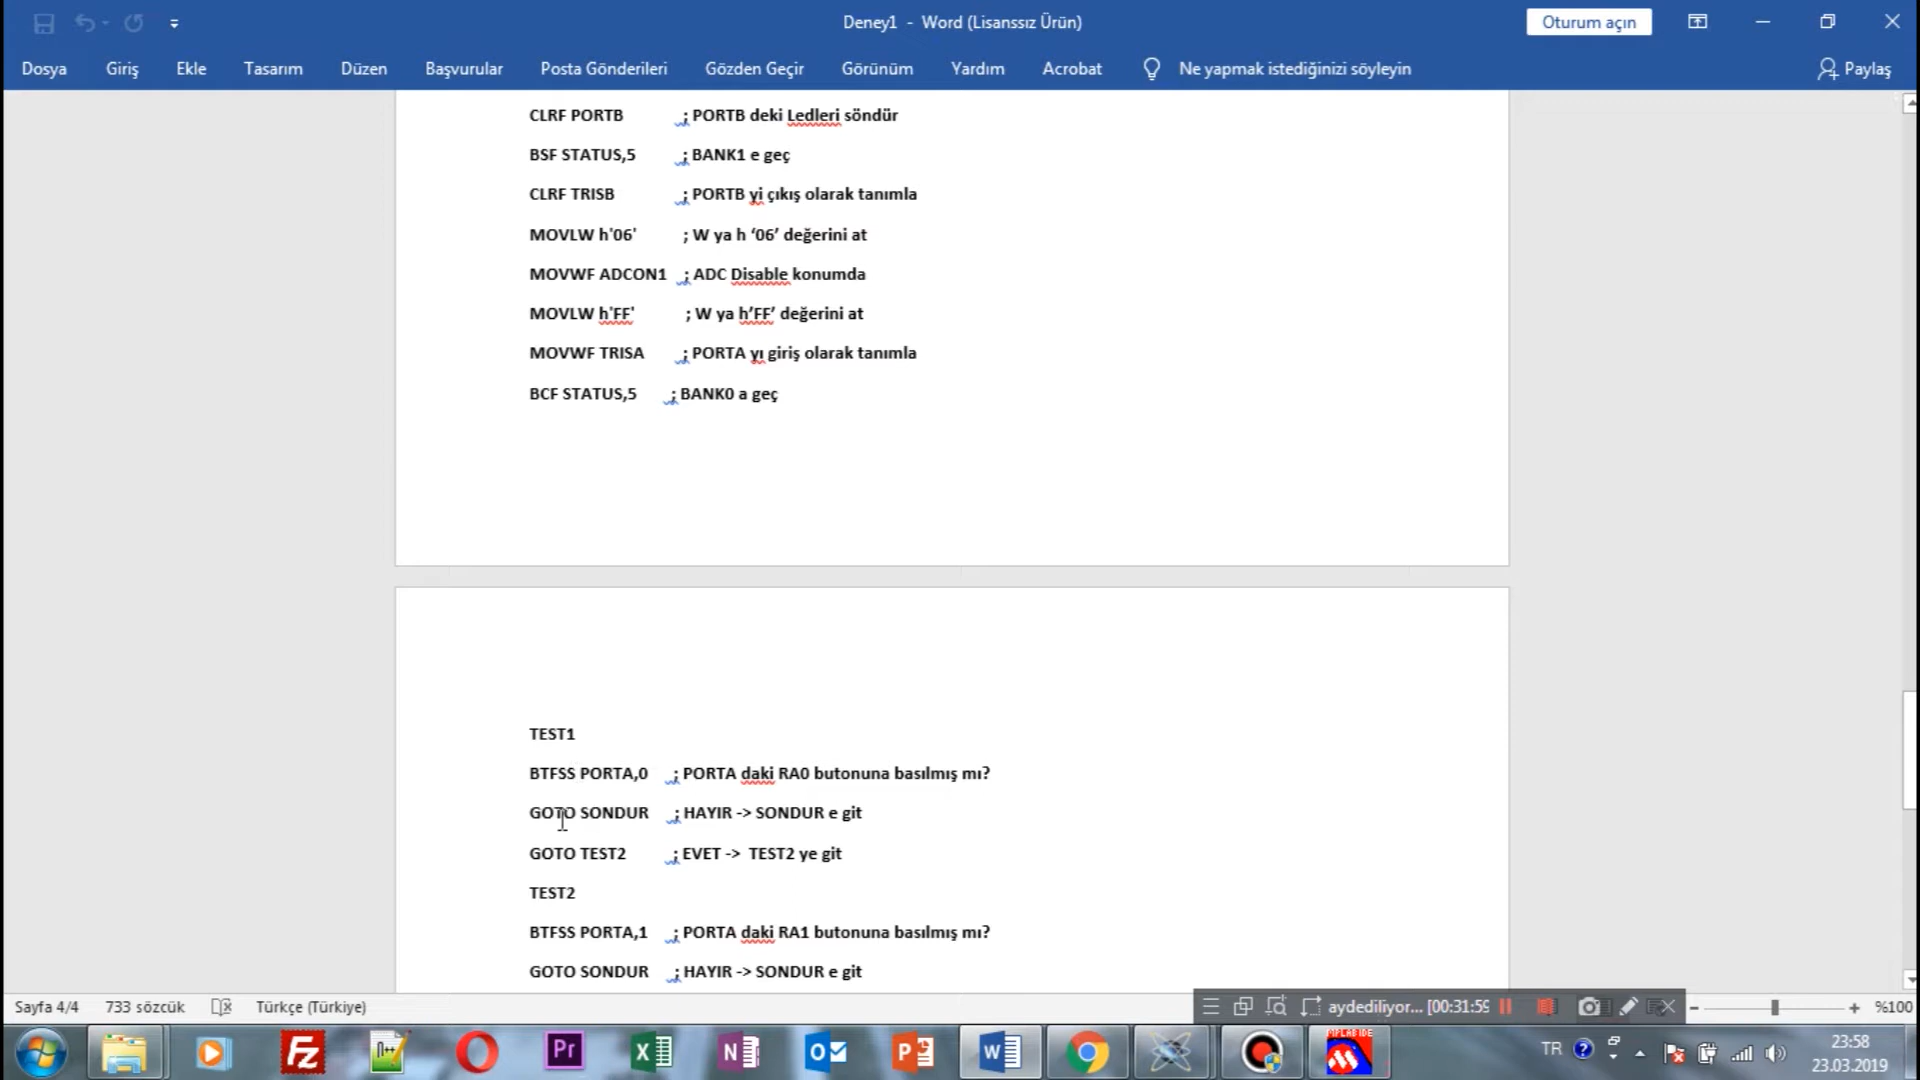 Deney1 - Word (Lisanssız Ürün)
Oturum açın
Dosya Giriş Ekle Tasarım Düzen Başvurular Posta Gönderileri Gözden Geçir Görünüm Yardım Acrobat Ne yapmak istediğinizi söyleyin Paylaş
CLRF PORTB ; PORTB deki Ledleri söndür
BSF STATUS,5 ; BANK1 e geç
CLRF TRISB ; PORTB yi çıkış olarak tanımla
MOVLW h'06' ; W ya h ‘06’ değerini at
MOVWF ADCON1 ; ADC Disable konumda
MOVLW h'FF' ; W ya h’FF’ değerini at
MOVWF TRISA ; PORTA yı giriş olarak tanımla
BCF STATUS,5 ; BANK0 a geç
TEST1
BTFSS PORTA,0 ; PORTA daki RA0 butonuna basılmış mı?
GOTO SONDUR ; HAYIR -> SONDUR e git
GOTO TEST2 ; EVET -> TEST2 ye git
TEST2
BTFSS PORTA,1 ; PORTA daki RA1 butonuna basılmış mı?
GOTO SONDUR ; HAYIR -> SONDUR e git
Sayfa 4/4 733 sözcük Türkçe (Türkiye) aydediliyor... [00:31:59 %100
Fz n++ Pr X N O P W MPLAB IDE TR 23:58
23.03.2019